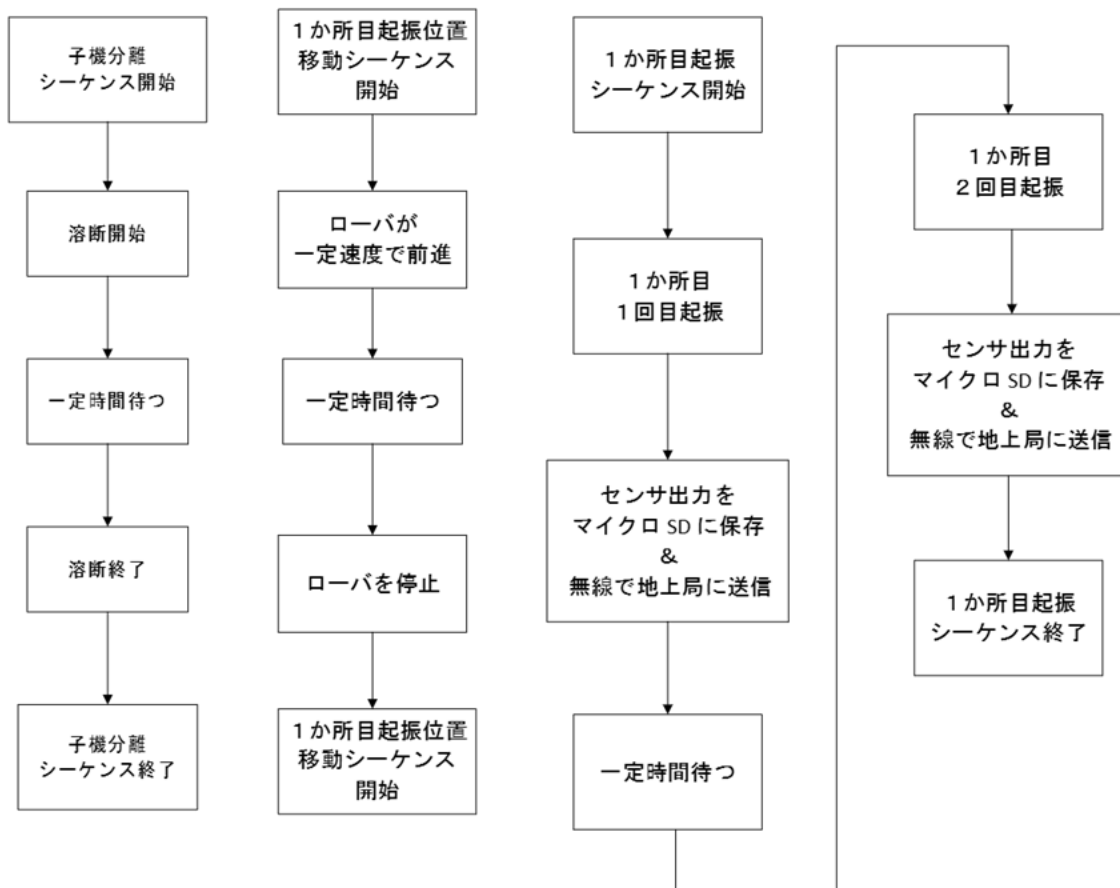 子機分離
シーケンス開始
溶断開始
一定時間待つ
溶断終了
子機分離
シーケンス終了
１か所目起振位置
移動シーケンス
開始
ローバが
一定速度で前進
一定時間待つ
ローバを停止
１か所目起振位置
移動シーケンス
開始
１か所目起振
シーケンス開始
１か所目
１回目起振
センサ出力を
マイクロ SD に保存
&
無線で地上局に送信
一定時間待つ
１か所目
２回目起振
センサ出力を
マイクロ SD に保存
&
無線で地上局に送信
１か所目起振
シーケンス終了